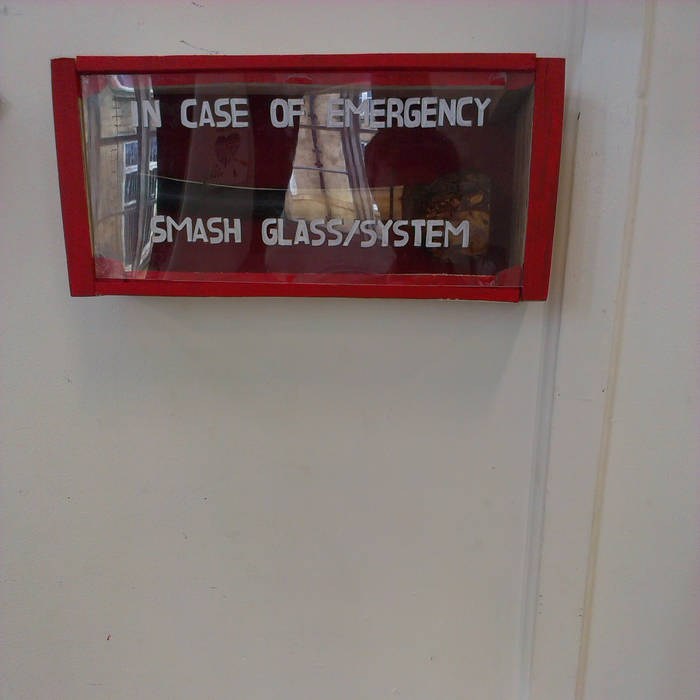 IN CASE OF EMERGENCY
SMASH GLASS/SYSTEM